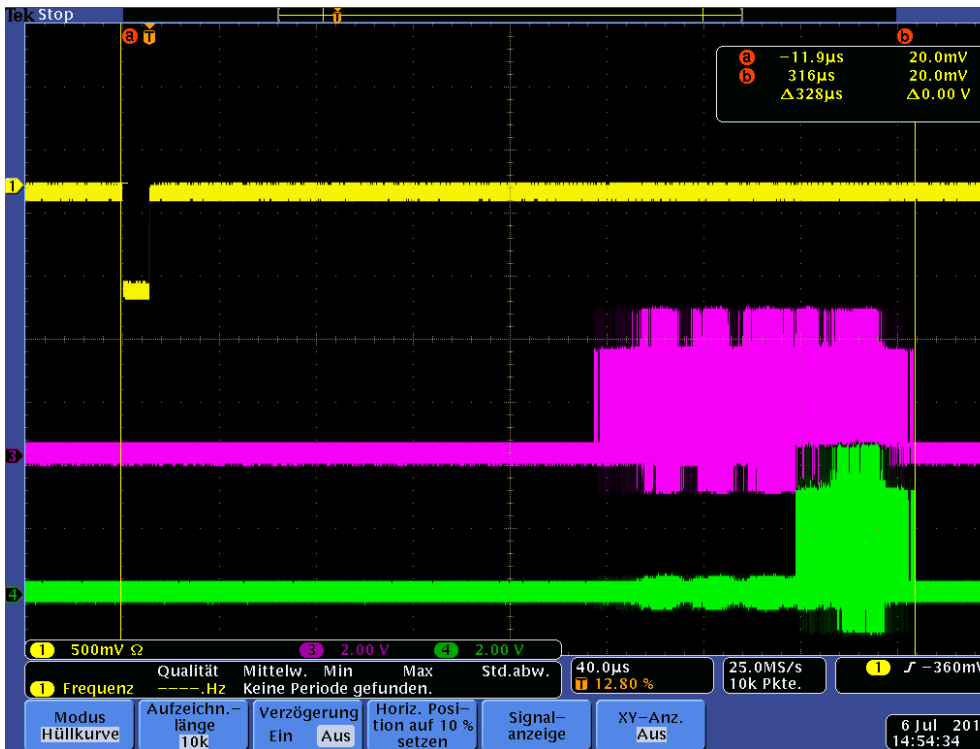 Tek Stop
T
a T b
a −11.9µs 20.0mV
b 316µs 20.0mV
Δ328µs Δ0.00 V
1
3
4
1 500mV Ω 3 2.00 V 4 2.00 V
Qualität Mittelw. Min Max Std.abw.
1 Frequenz ––––.Hz Keine Periode gefunden.
40.0µs
T 12.80 %
25.0MS/s
10k Pkte.
1 −360mV
Modus
Hüllkurve
Aufzeichn.–
länge
10k
Verzögerung
Ein Aus
Horiz. Posi–
tion auf 10 %
setzen
Signal–
anzeige
XY–Anz.
Aus
6 Jul 201
14:54:34